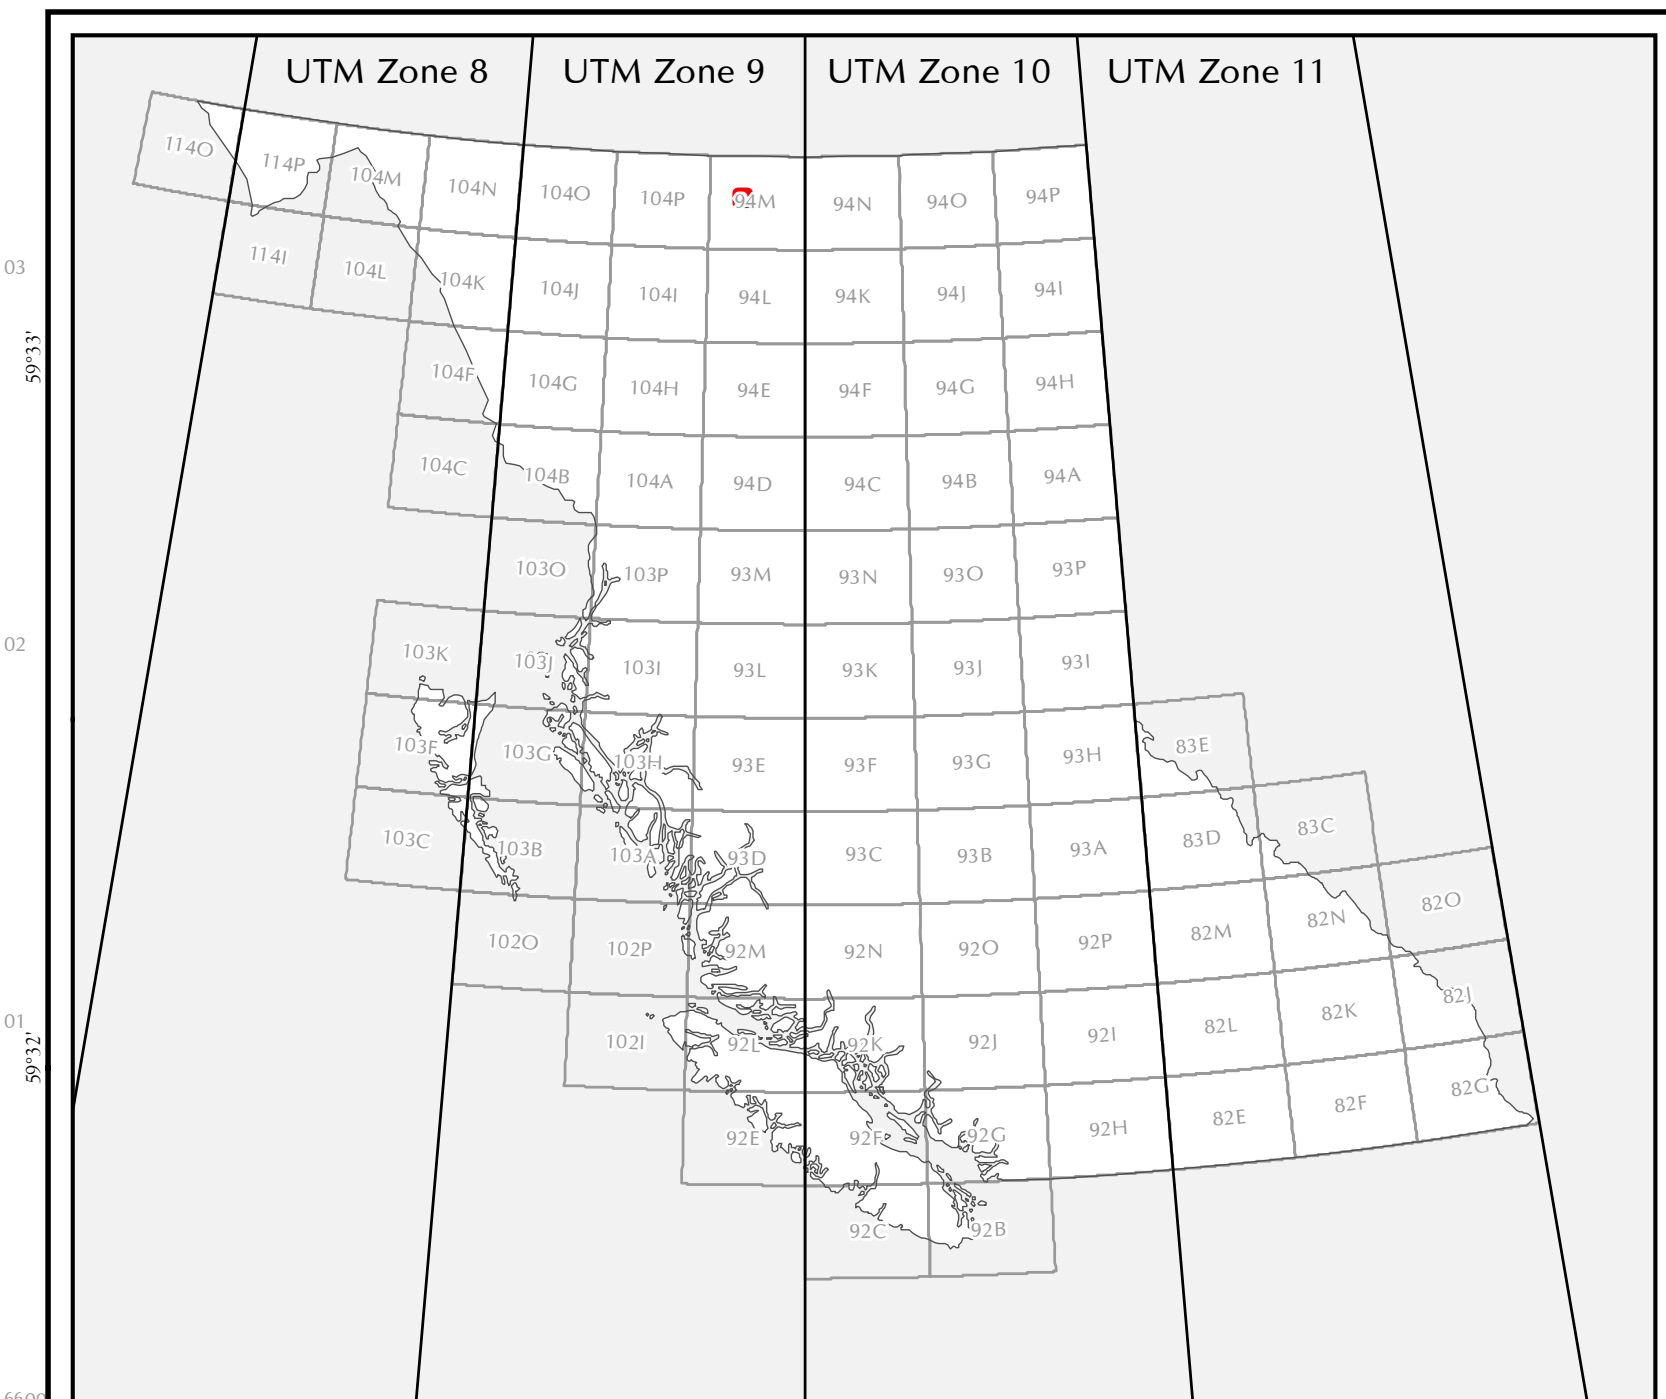 UTM Zone 8 UTM Zone 9 UTM Zone 10 UTM Zone 11
114O 114P 104M 104N 104O 104P 94M 94N 94O 94P
03
114I 104L 104K 104J 104I 94L 94K 94J 94I
59°33'
104F 104G 104H 94E 94F 94G 94H
104C 104B 104A 94D 94C 94B 94A
103O 103P 93M 93N 93O 93P
02
103K 103J 103I 93L 93K 93J 93I
103F 103G 103H 93E 93F 93G 93H 83E
103C 103B 103A 93D 93C 93B 93A 83D 83C
102O 102P 92M 92N 92O 92P 82M 82N 82O
01
59°32'
102I 92L 92K 92J 92I 82L 82K 82J
92E 92F 92G 92H 82E 82F 82G
92C 92B